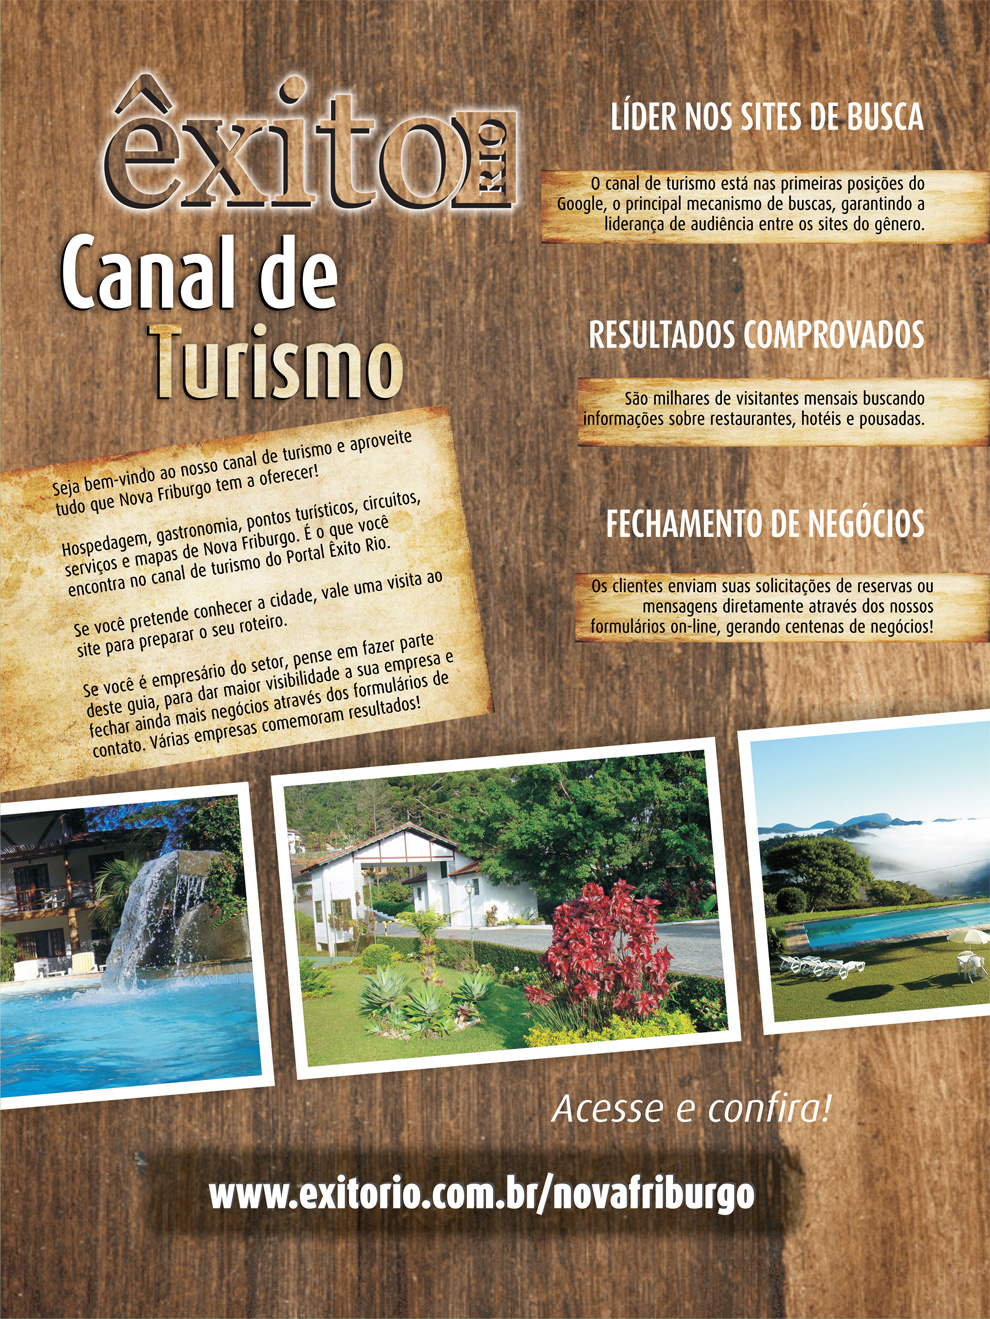 êxito RIO
Canal de
Turismo
Seja bem-vindo ao nosso canal de turismo e aproveite
tudo que Nova Friburgo tem a oferecer!
Hospedagem, gastronomia, pontos turísticos, circuitos,
serviços e mapas de Nova Friburgo. É o que você
encontra no canal de turismo do Portal Êxito Rio.
Se você pretende conhecer a cidade, vale uma visita ao
site para preparar o seu roteiro.
Se você é empresário do setor, pense em fazer parte
deste guia, para dar maior visibilidade a sua empresa e
fechar ainda mais negócios através dos formulários de
contato. Várias empresas comemoram resultados!
LÍDER NOS SITES DE BUSCA
O canal de turismo está nas primeiras posições do
Google, o principal mecanismo de buscas, garantindo a
liderança de audiência entre os sites do gênero.
RESULTADOS COMPROVADOS
São milhares de visitantes mensais buscando
informações sobre restaurantes, hotéis e pousadas.
FECHAMENTO DE NEGÓCIOS
Os clientes enviam suas solicitações de reservas ou
mensagens diretamente através dos nossos
formulários on-line, gerando centenas de negócios!
Acesse e confira!
www.exitorio.com.br/novafriburgo